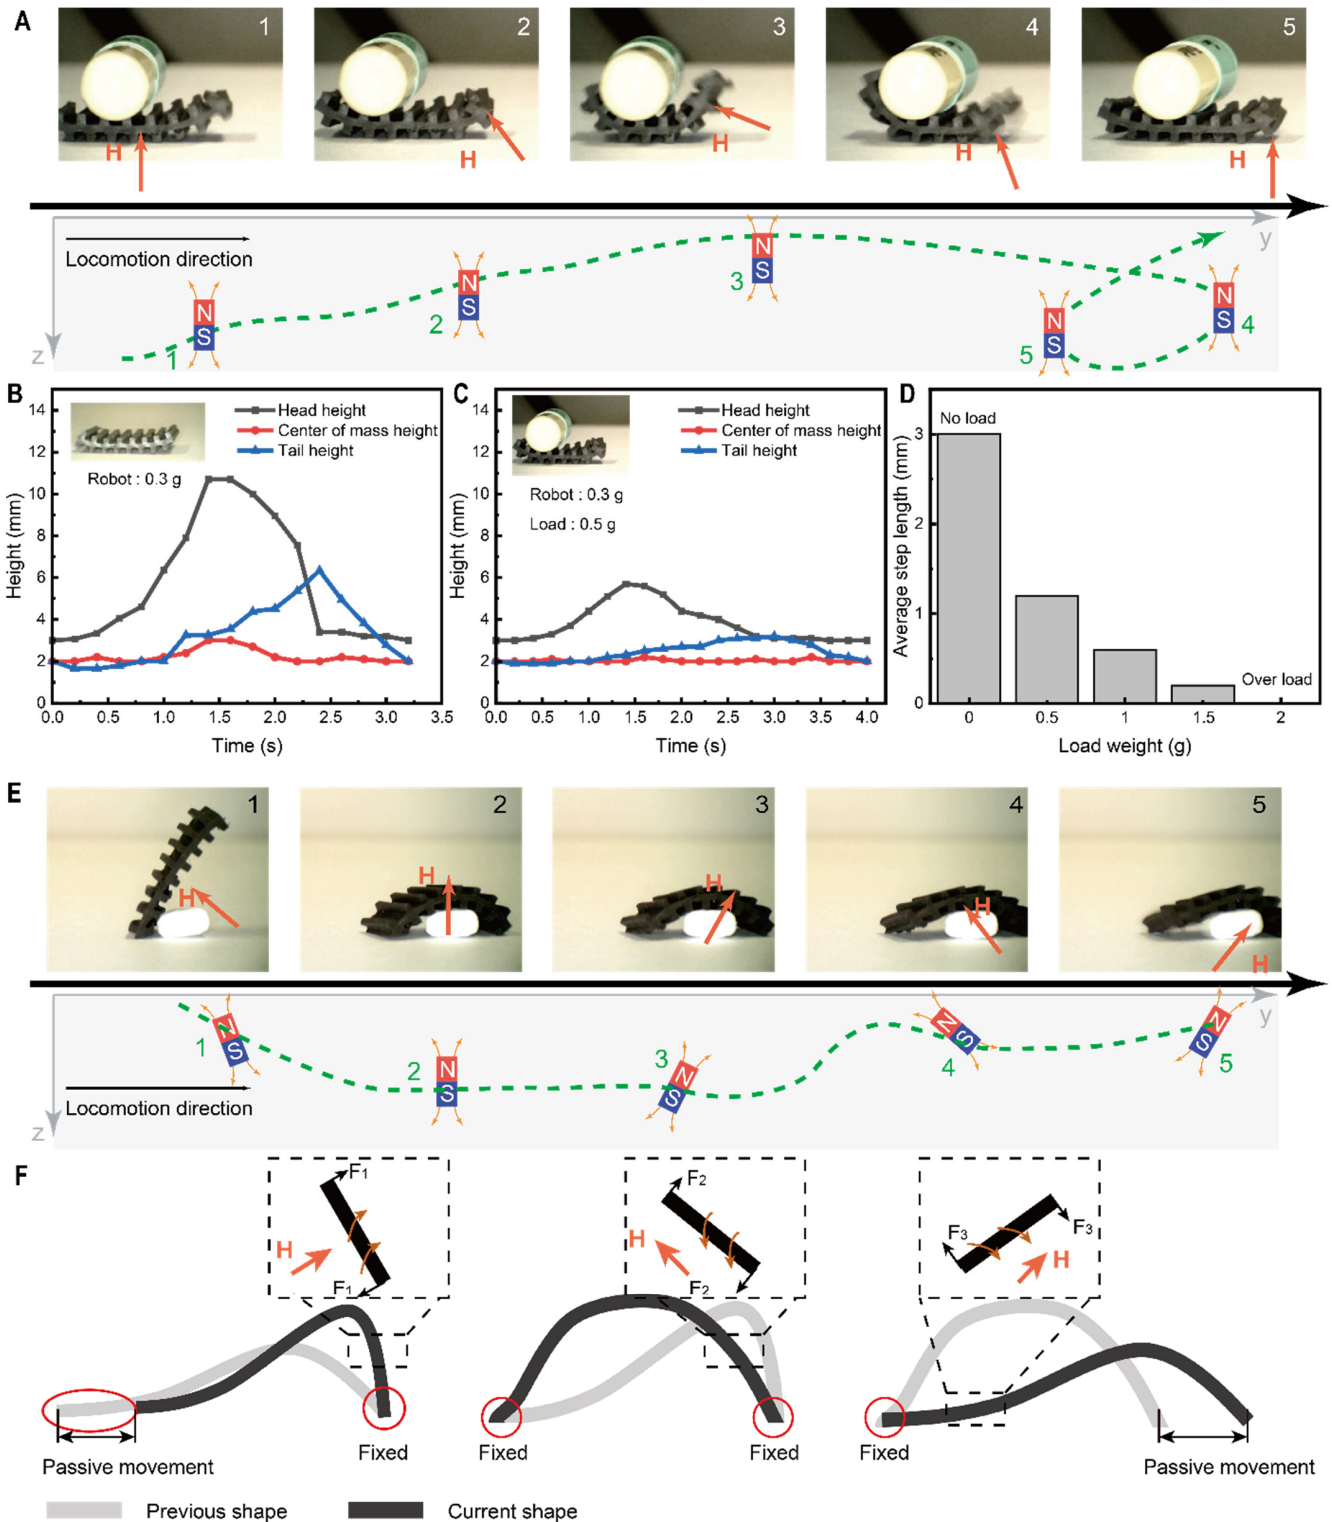 A
1
2
3
4
5
H
H
H
H
H
y
Locomotion direction
N
S
1
N
S
2
N
S
3
N
S
4
N
S
5
z
B
14
12
10
8
6
4
2
0
Height (mm)
Head height
Center of mass height
Tail height
Robot : 0.3 g
0.0 0.5 1.0 1.5 2.0 2.5 3.0 3.5
Time (s)
C
14
12
10
8
6
4
2
0
Height (mm)
Head height
Center of mass height
Tail height
Robot : 0.3 g
Load : 0.5 g
0.0 0.5 1.0 1.5 2.0 2.5 3.0 3.5 4.0
Time (s)
D
3
2
1
0
Average step length (mm)
No load
Over load
0 0.5 1 1.5 2
Load weight (g)
E
1
2
3
4
5
H
H
H
H
H
y
N
S
1
N
S
2
N
S
3
N
S
4
N
S
5
Locomotion direction
z
F
F1
H
F1
Fixed
Passive movement
F2
H
F2
Fixed
Fixed
F3
F3
H
Fixed
Passive movement
Previous shape
Current shape